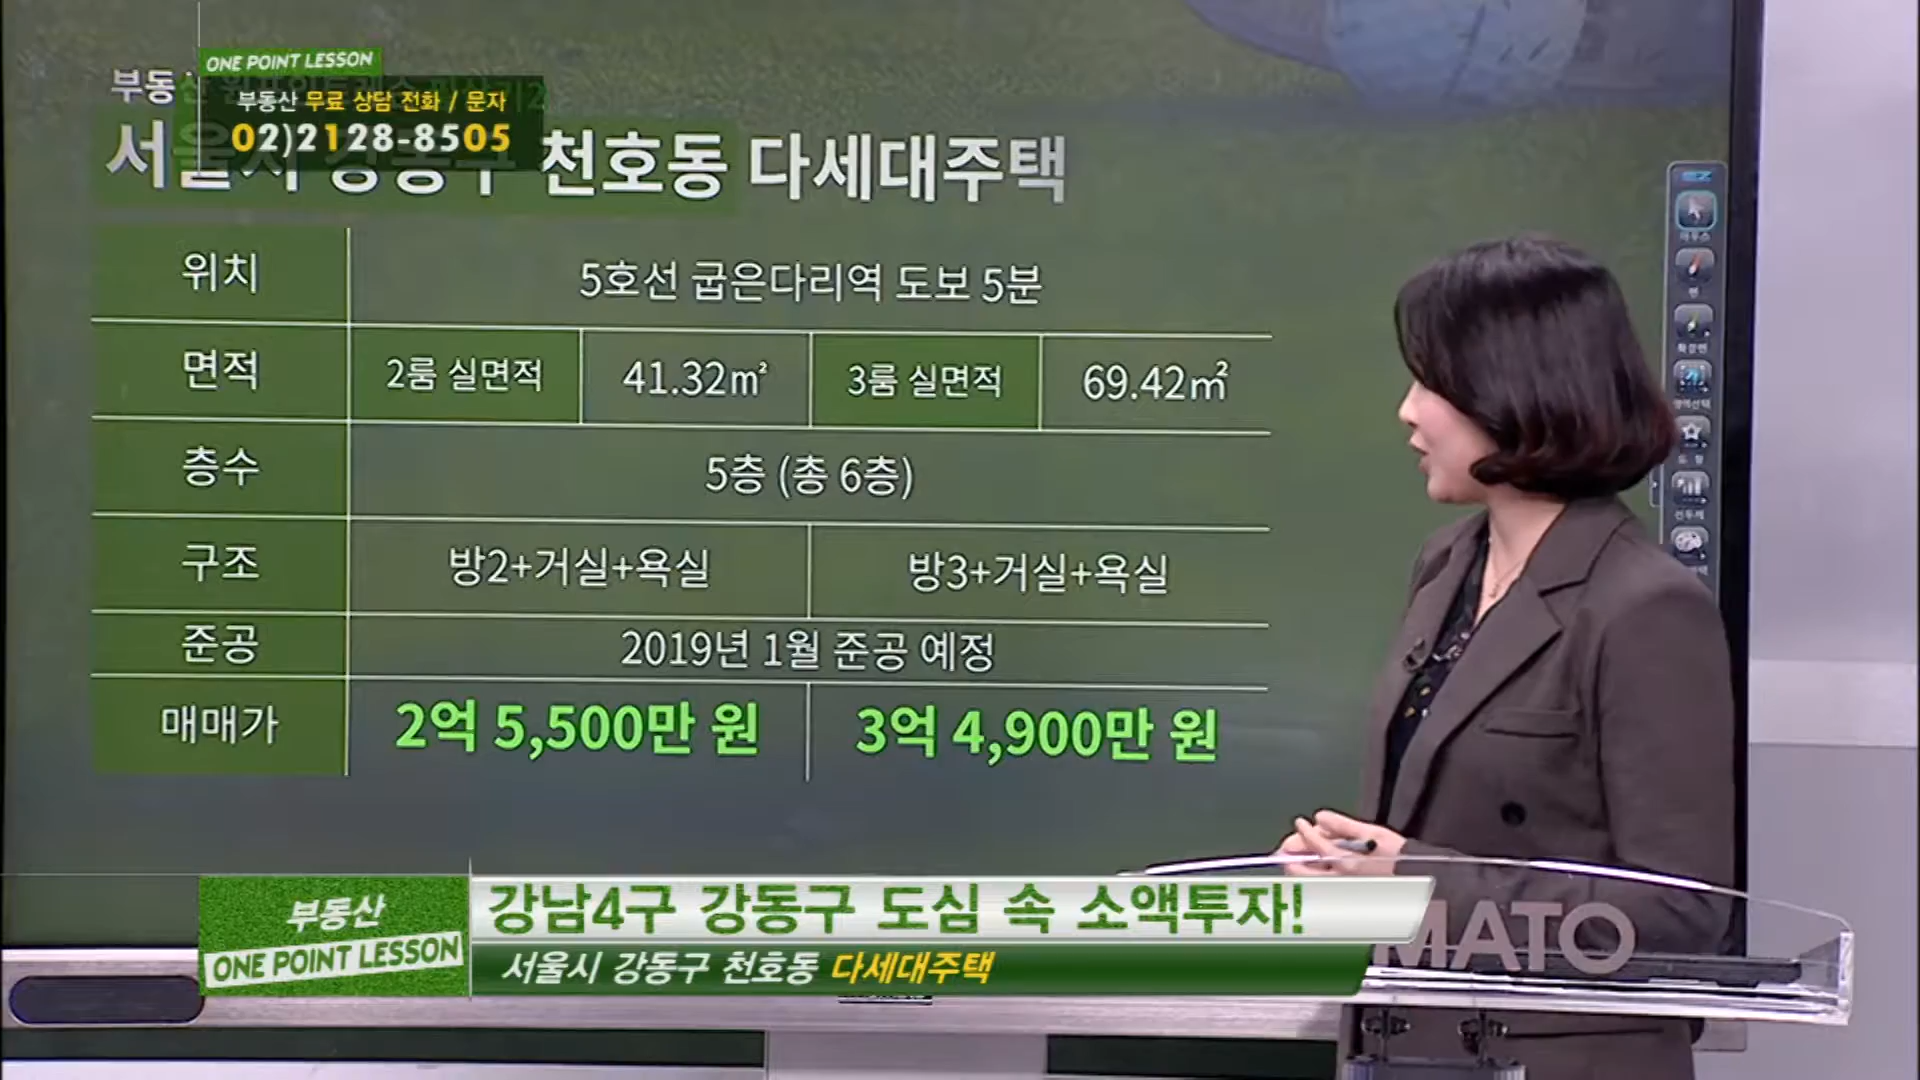 ONE POINT LESSON
부동산 무료 상담 전화 / 문자
02)2128-8505
서울시 강동구 천호동 다세대주택
위치 5호선 굽은다리역 도보 5분
면적 2룸 실면적 41.32㎡ 3룸 실면적 69.42㎡
층수 5층 (총 6층)
구조 방2+거실+욕실 방3+거실+욕실
준공 2019년 1월 준공 예정
매매가 2억 5,500만 원 3억 4,900만 원
부동산
ONE POINT LESSON
강남4구 강동구 도심 속 소액투자!
서울시 강동구 천호동 다세대주택
MATO